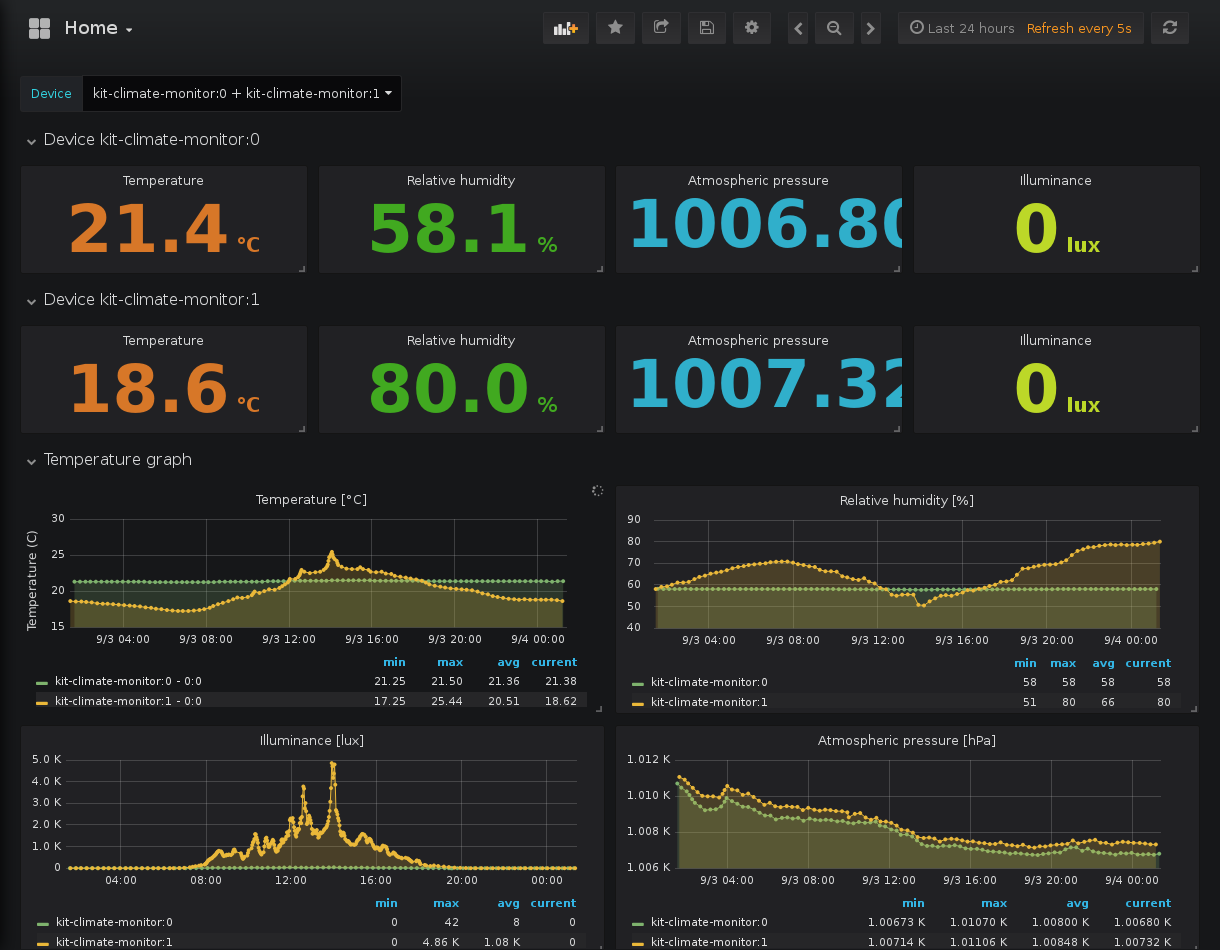 Home
Last 24 hours Refresh every 5s
Device kit-climate-monitor:0 + kit-climate-monitor:1
Device kit-climate-monitor:0
Temperature Relative humidity Atmospheric pressure Illuminance
21.4 °C 58.1 % 1006.80 0 lux
Device kit-climate-monitor:1
Temperature Relative humidity Atmospheric pressure Illuminance
18.6 °C 80.0 % 1007.32 0 lux
Temperature graph
Temperature [°C]
Temperature (C)
30
25
20
15
9/3 04:00 9/3 08:00 9/3 12:00 9/3 16:00 9/3 20:00 9/4 00:00
min max avg current
kit-climate-monitor:0 - 0:0 21.25 21.50 21.36 21.38
kit-climate-monitor:1 - 0:0 17.25 25.44 20.51 18.62
Relative humidity [%]
90
80
70
60
50
40
9/3 04:00 9/3 08:00 9/3 12:00 9/3 16:00 9/3 20:00 9/4 00:00
min max avg current
kit-climate-monitor:0 58 58 58 58
kit-climate-monitor:1 51 80 66 80
Illuminance [lux]
5.0 K
4.0 K
3.0 K
2.0 K
1.0 K
0
04:00 08:00 12:00 16:00 20:00 00:00
min max avg current
kit-climate-monitor:0 0 42 8 0
kit-climate-monitor:1 0 4.86 K 1.08 K 0
Atmospheric pressure [hPa]
1.012 K
1.010 K
1.008 K
1.006 K
9/3 04:00 9/3 08:00 9/3 12:00 9/3 16:00 9/3 20:00 9/4 00:00
min max avg current
kit-climate-monitor:0 1.00673 K 1.01070 K 1.00800 K 1.00680 K
kit-climate-monitor:1 1.00714 K 1.01106 K 1.00848 K 1.00732 K